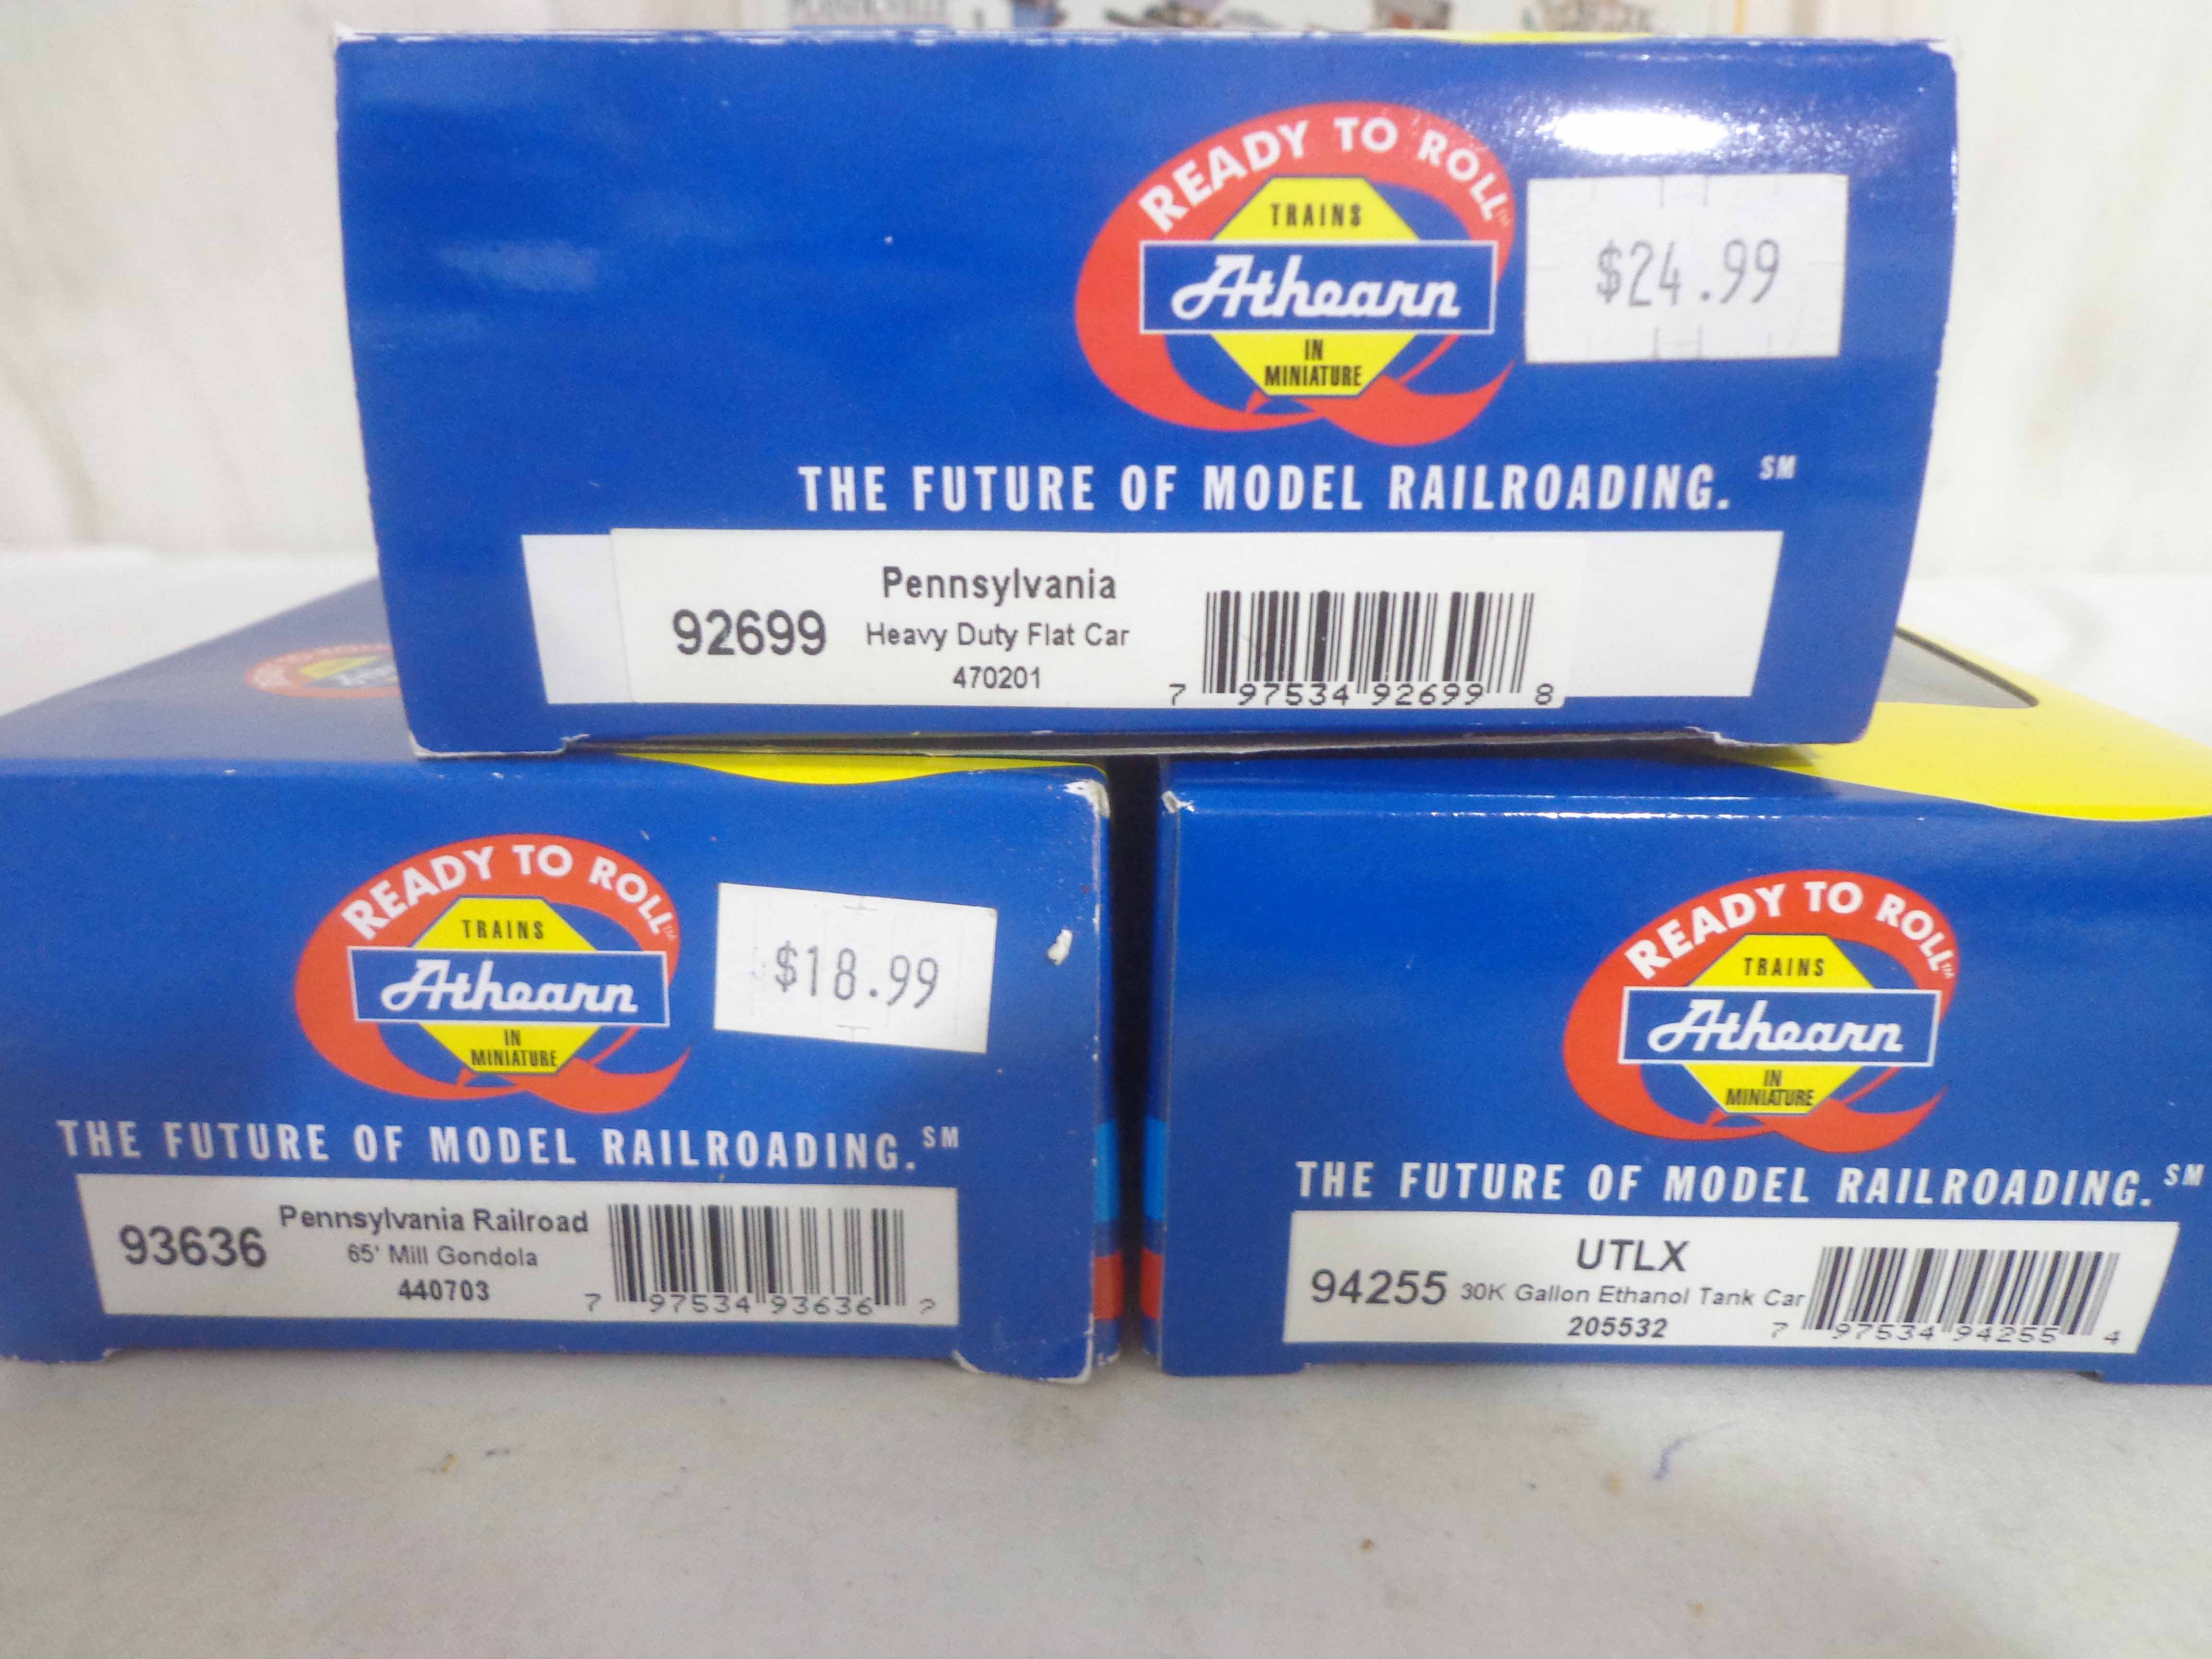 READY TO ROLL
TRAINS
Athearn
IN
MINIATURE
$24.99
THE FUTURE OF MODEL RAILROADING. SM
Pennsylvania
92699 Heavy Duty Flat Car
470201
7 97534 92699 8
READY TO ROLL
TRAINS
Athearn
IN
MINIATURE
$18.99
THE FUTURE OF MODEL RAILROADING. SM
Pennsylvania Railroad
93636 65' Mill Gondola
440703
7 97534 93636
READY TO ROLL
TRAINS
Athearn
IN
MINIATURE
THE FUTURE OF MODEL RAILROADING. SM
UTLX
94255 30K Gallon Ethanol Tank Car
205532
7 97534 94255 4